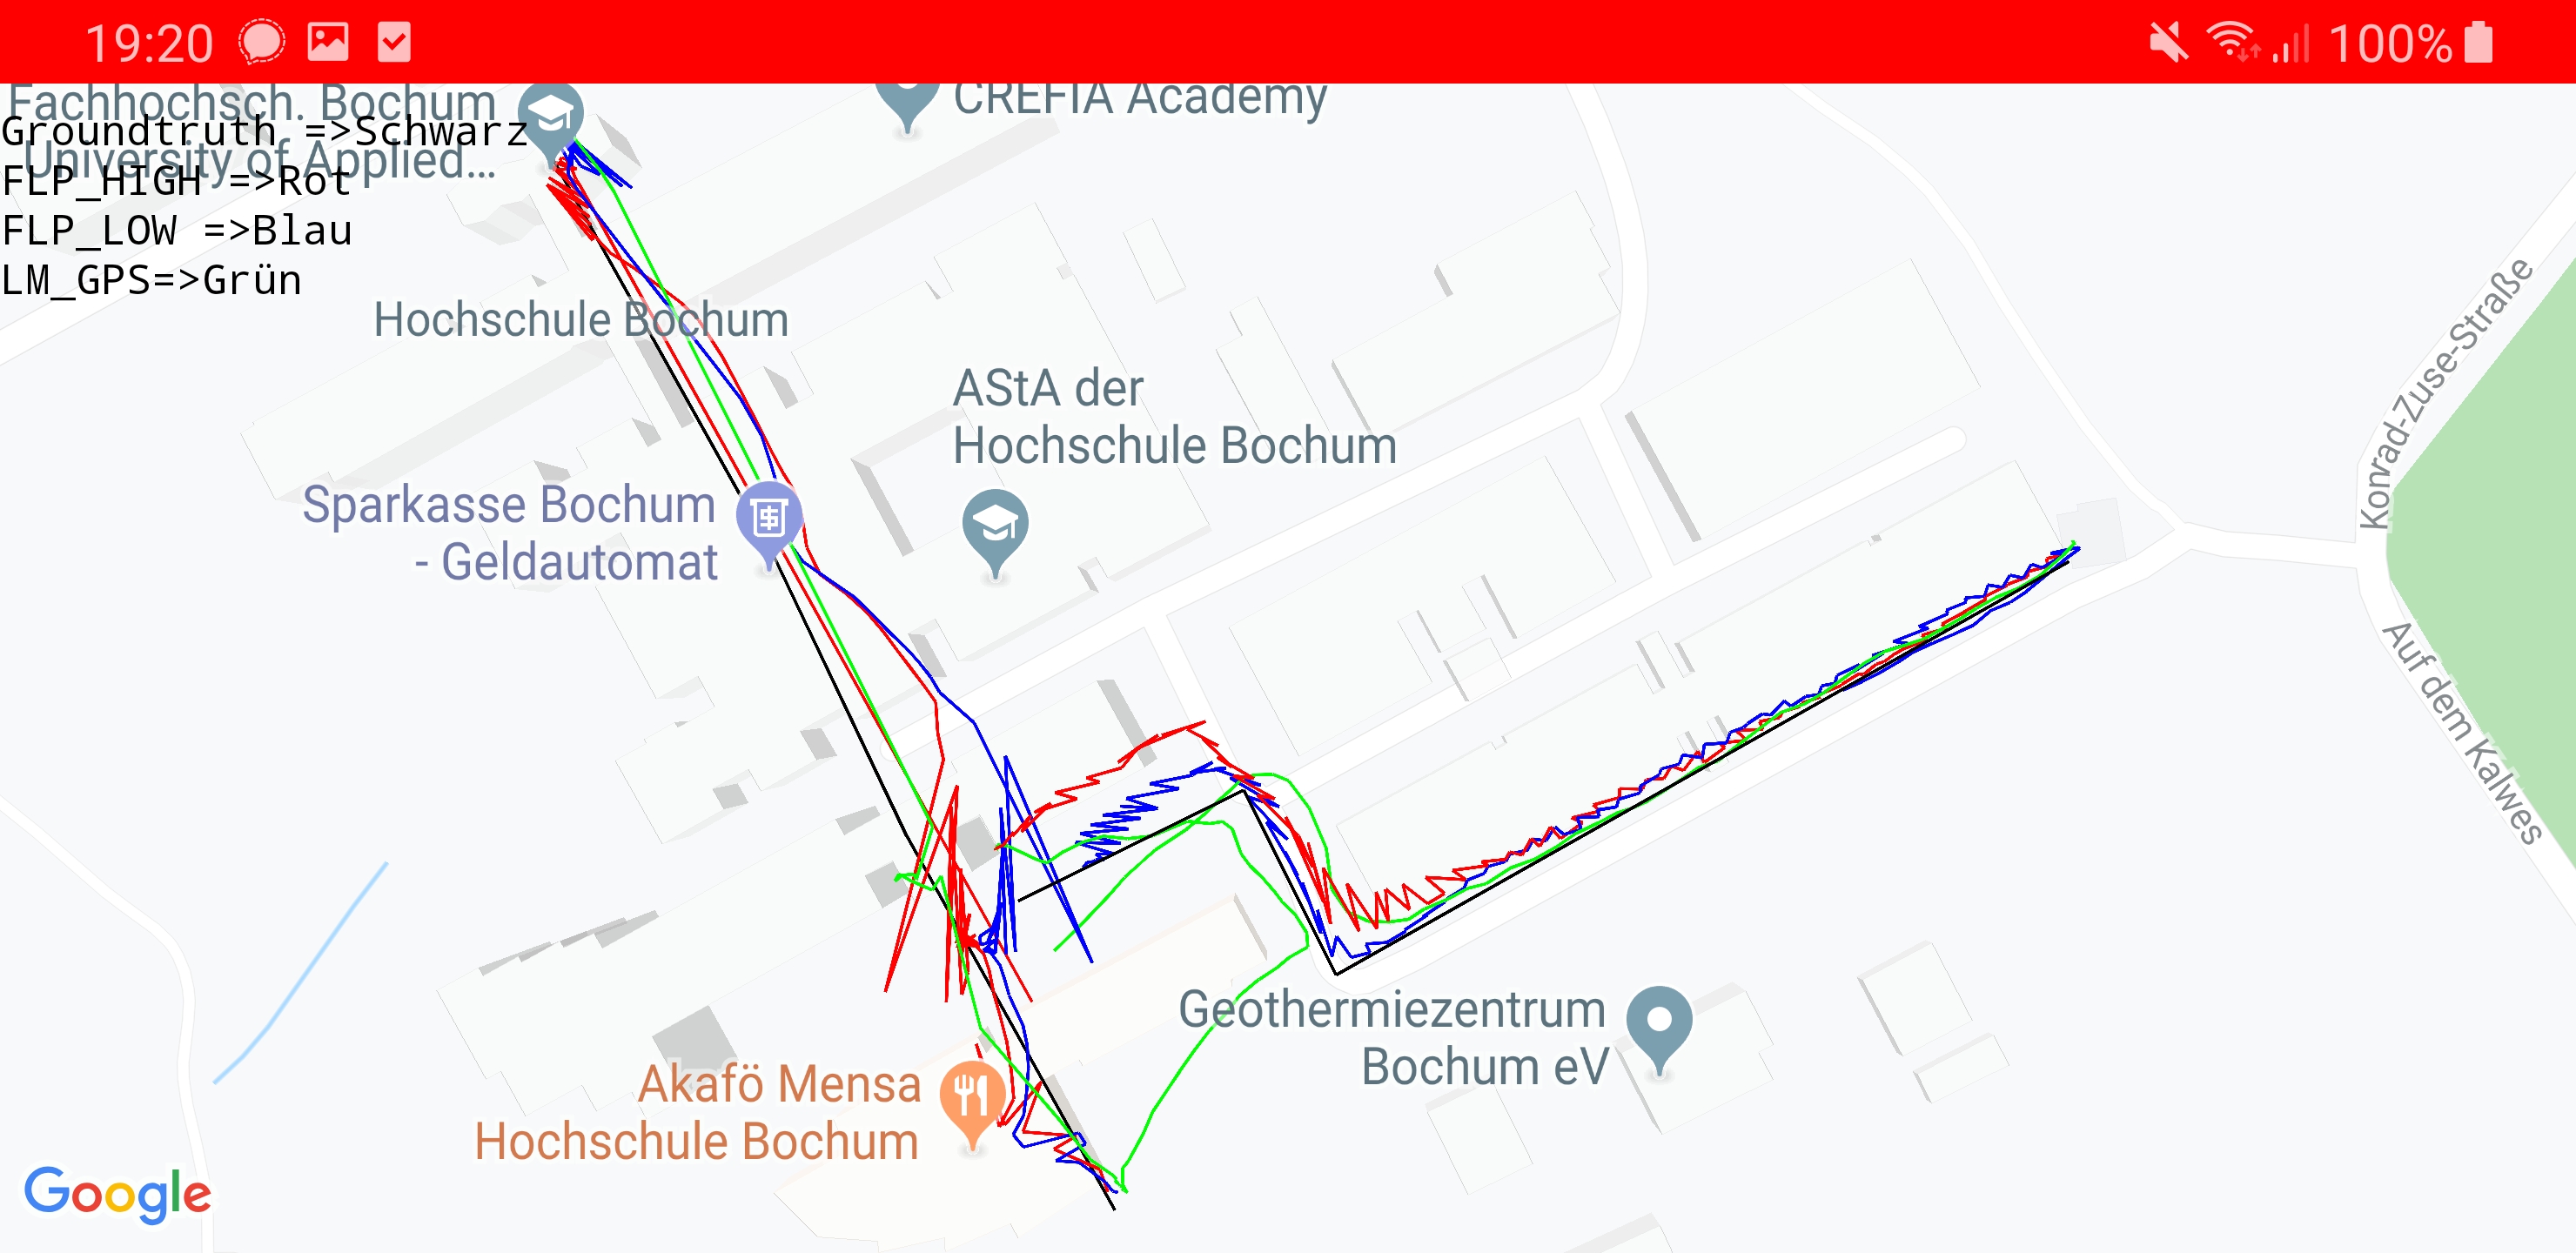 19:20
100%
Fachhochsch. Bochum
University of Applied...
Groundtruth =>Schwarz
FLP_HIGH =>Rot
FLP_LOW =>Blau
LM_GPS=>Grün
CREFIA Academy
Hochschule Bochum
AStA der
Hochschule Bochum
Sparkasse Bochum
- Geldautomat
Konrad-Zuse-Straße
Auf dem Kalwes
Geothermiezentrum
Bochum eV
Akafö Mensa
Hochschule Bochum
Google